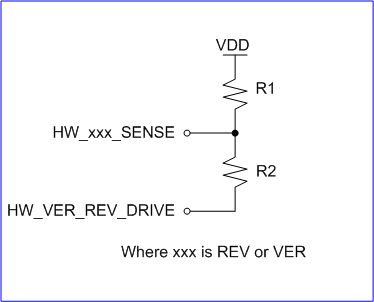 VDD
R1
HW_xxx_SENSE
R2
HW_VER_REV_DRIVE
Where xxx is REV or VER